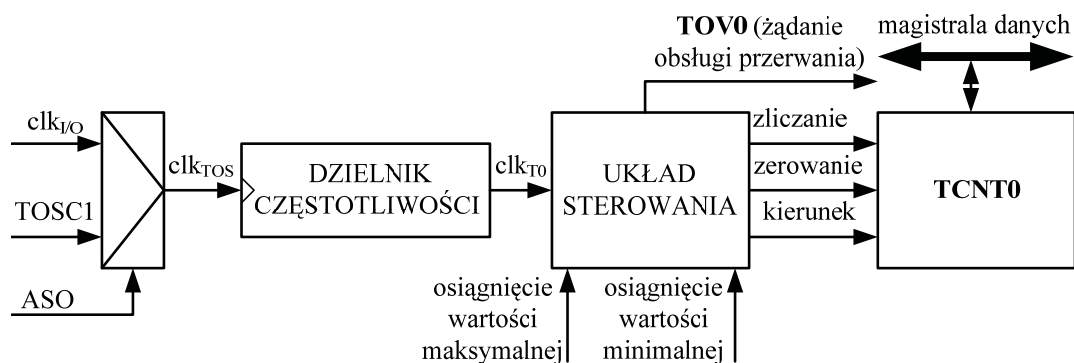 TOV0 (żądanie
obsługi przerwania)
magistrala danych
clkI/O
TOSC1
ASO
clkTOS
DZIELNIK
CZĘSTOTLIWOŚCI
clkT0
UKŁAD
STEROWANIA
zliczanie
zerowanie
kierunek
TCNT0
osiągnięcie
wartości
maksymalnej
osiągnięcie
wartości
minimalnej